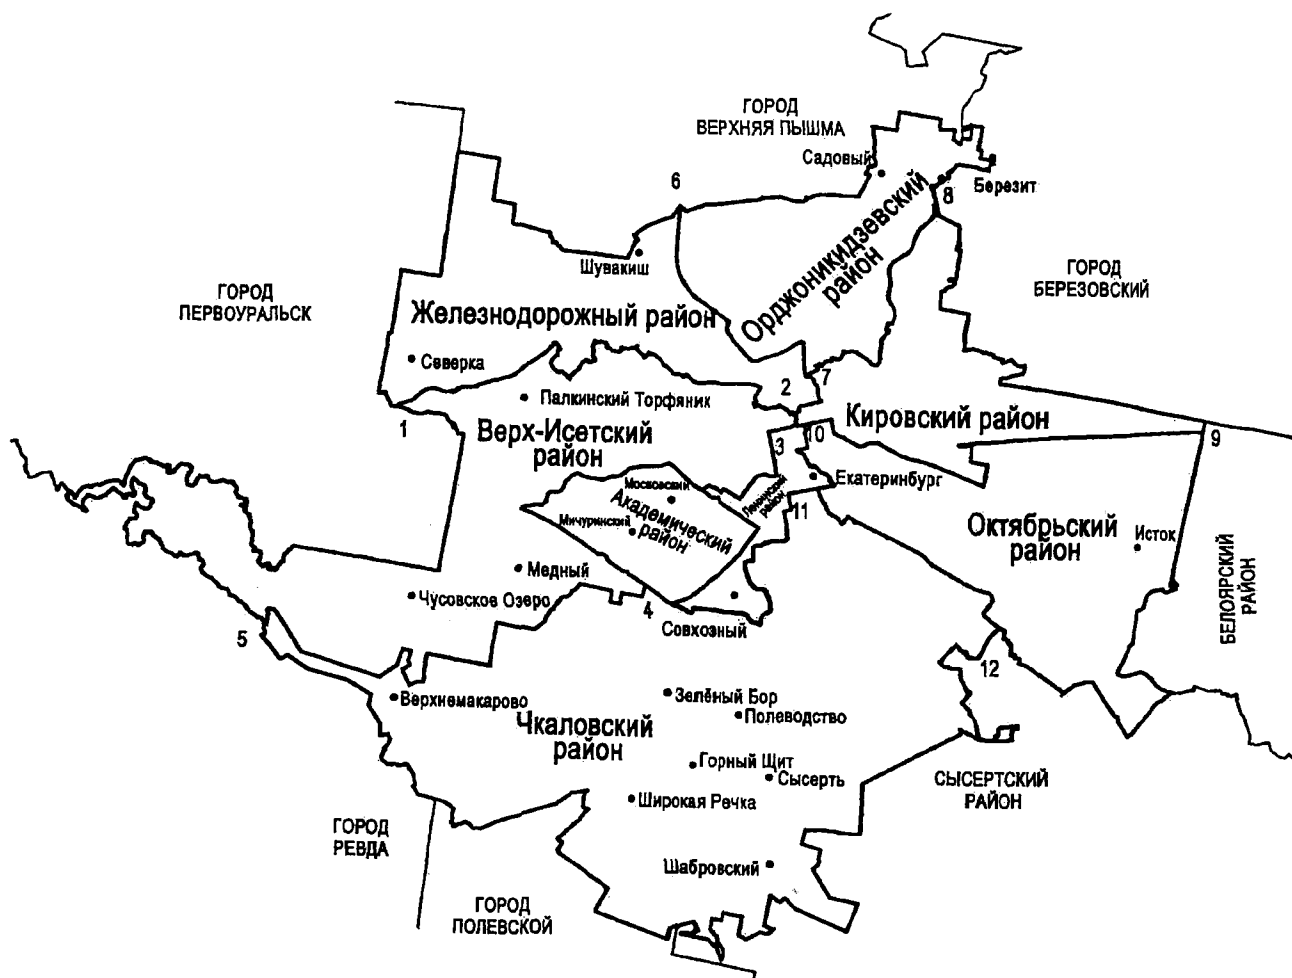 ГОРОД
ВЕРХНЯЯ ПЫШМА
Садовый
Березит
6
8
Шувакиш
Орджоникидзевский
район
ГОРОД
БЕРЕЗОВСКИЙ
ГОРОД
ПЕРВОУРАЛЬСК
Железнодорожный район
Северка
2
7
Палкинский Торфяник
1
Верх-Исетский
район
Кировский район
3
10
9
Екатеринбург
Московский
Ленинский
район
Академический
район
Мичуринский
11
Октябрьский
район
Исток
БЕЛОЯРСКИЙ
РАЙОН
Медный
Чусовское Озеро
4
Совхозный
5
12
Верхнемакарово
Зелёный Бор
Полеводство
Чкаловский
район
Горный Щит
Сысерть
Широкая Речка
СЫСЕРТСКИЙ
РАЙОН
ГОРОД
РЕВДА
Шабровский
ГОРОД
ПОЛЕВСКОЙ